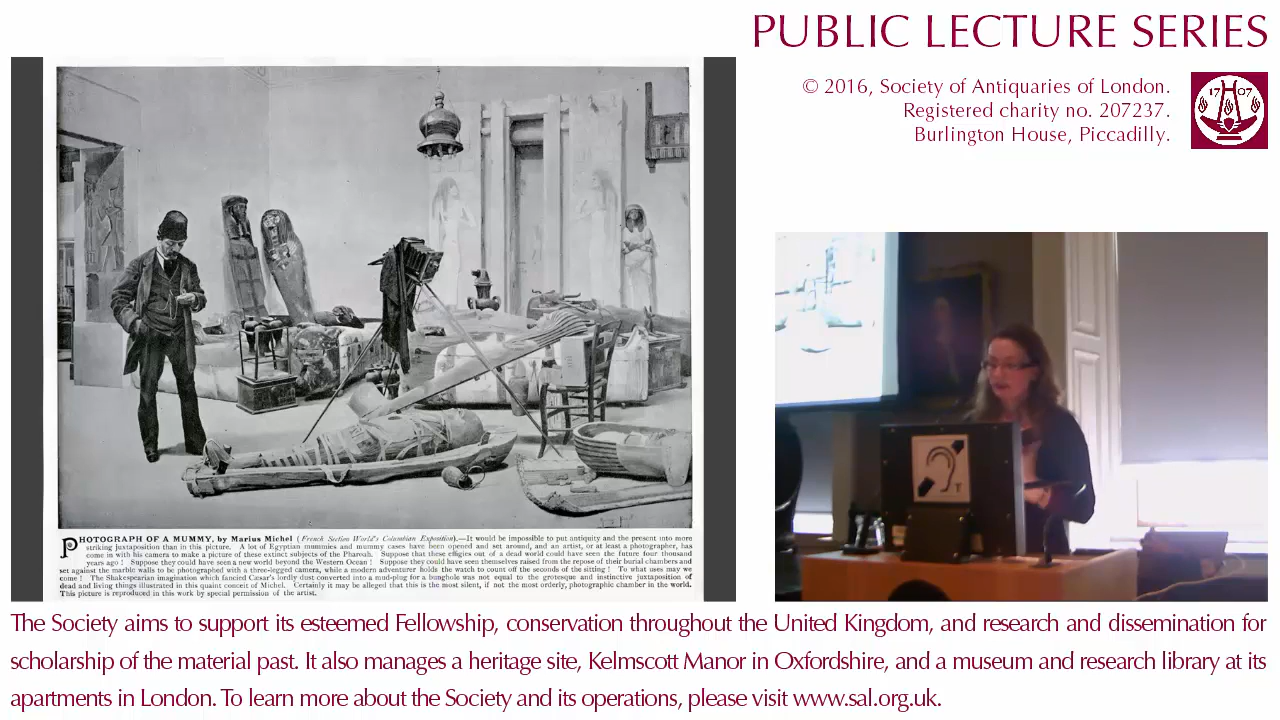 PUBLIC LECTURE SERIES
© 2016, Society of Antiquaries of London.
Registered charity no. 207237.
Burlington House, Piccadilly.
17 07
PHOTOGRAPH OF A MUMMY, by Marius Michel (French Section World's Columbian Exposition).—It would be impossible to put antiquity and the present into more
striking juxtaposition than in this picture. A lot of Egyptian mummies and mummy cases have been opened and set around, and an artist, or at least a photographer, has
come in with his camera to make a picture of these extinct subjects of the Pharaoh. Suppose that these effigies out of a dead world could have seen the future four thousand
years ago! Suppose they could have seen a new world beyond the Western Ocean! Suppose they could have seen themselves raised from the repose of their burial chambers and
set against the marble walls to be photographed with a three-legged camera, while a modern adventurer holds the watch to count off the seconds of the sitting! To what uses may we
come! The Shakespearian imagination which fancied Cæsar's lordly dust converted into a mud-plug for a bunghole was not equal to the grotesque and instinctive juxtaposition of
dead and living things illustrated in this quaint conceit of Michel. Certainly it may be alleged that this is the most silent, if not the most orderly, photographic chamber in the world.
This picture is reproduced in this work by special permission of the artist.
T
The Society aims to support its esteemed Fellowship, conservation throughout the United Kingdom, and research and dissemination for
scholarship of the material past. It also manages a heritage site, Kelmscott Manor in Oxfordshire, and a museum and research library at its
apartments in London. To learn more about the Society and its operations, please visit www.sal.org.uk.